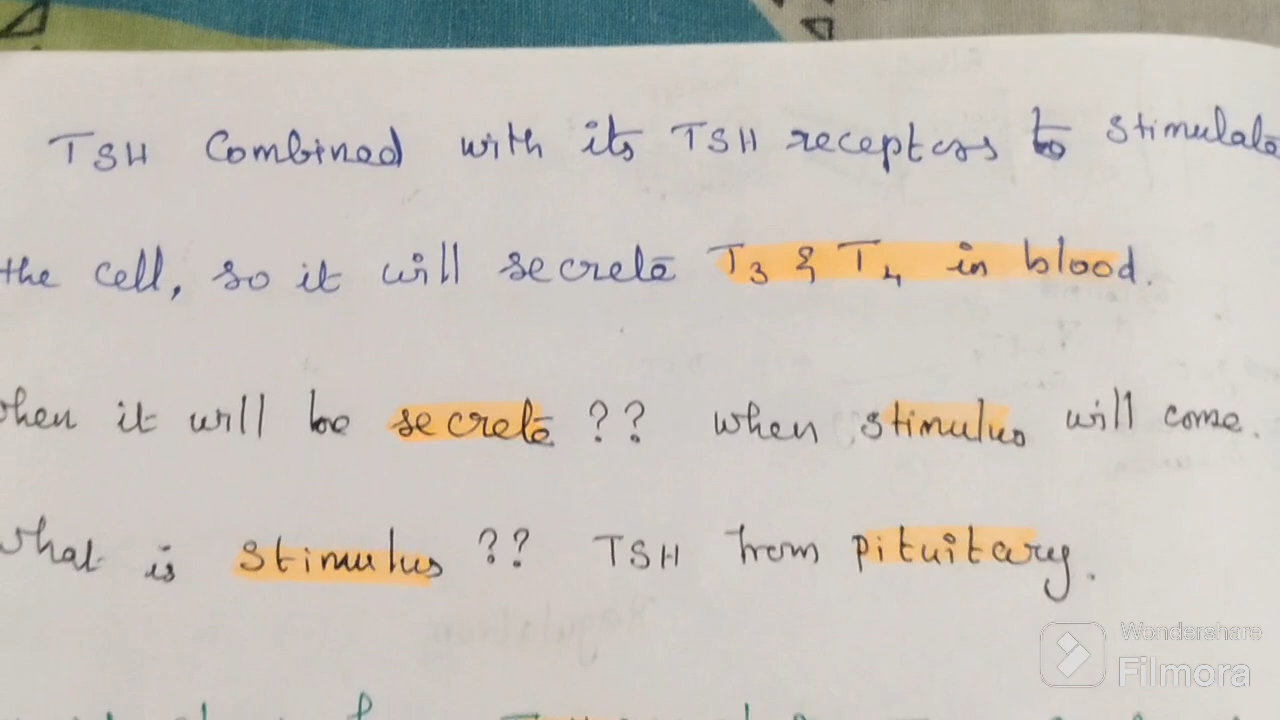 TSH Combined with its TSH receptors to stimulate
the cell, so it will secrete T3 & T4 in blood.
when it will be secrete ?? when stimulus will come.
what is stimulus ?? TSH from pituitary.
Wondershare
Filmora